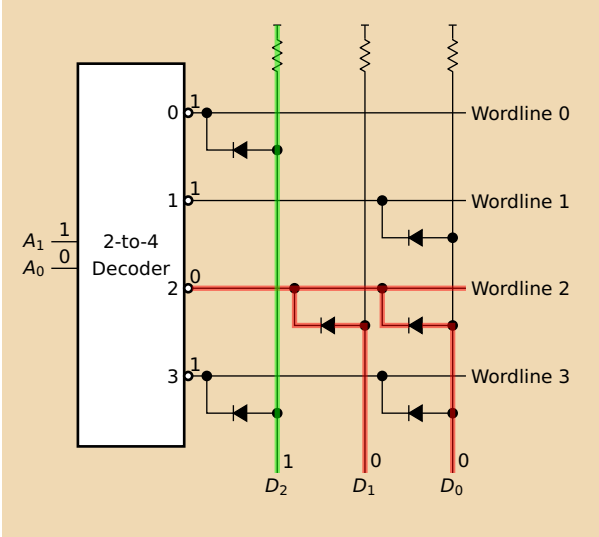 1
0
Wordline 0
1
1
Wordline 1
A₁
1
2-to-4
A₀
0
Decoder
0
2
Wordline 2
1
3
Wordline 3
1
0
0
D₂
D₁
D₀